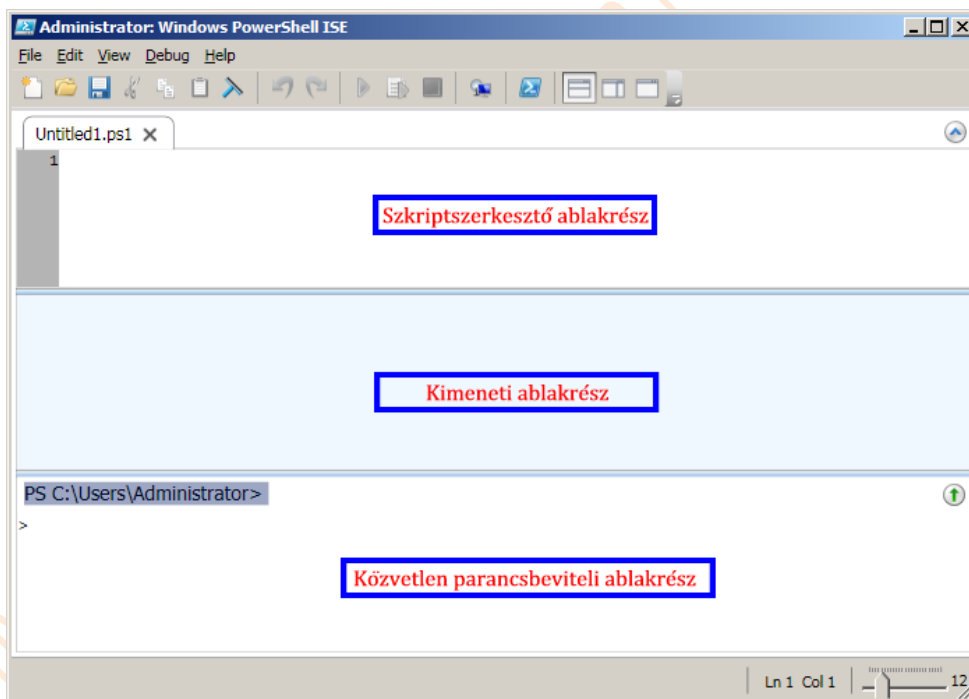 Administrator: Windows PowerShell ISE
File Edit View Debug Help
Untitled1.ps1
1
Szkriptszerkesztő ablakrész
Kimeneti ablakrész
PS C:\Users\Administrator>
>
Közvetlen parancsbeviteli ablakrész
Ln 1 Col 1 12